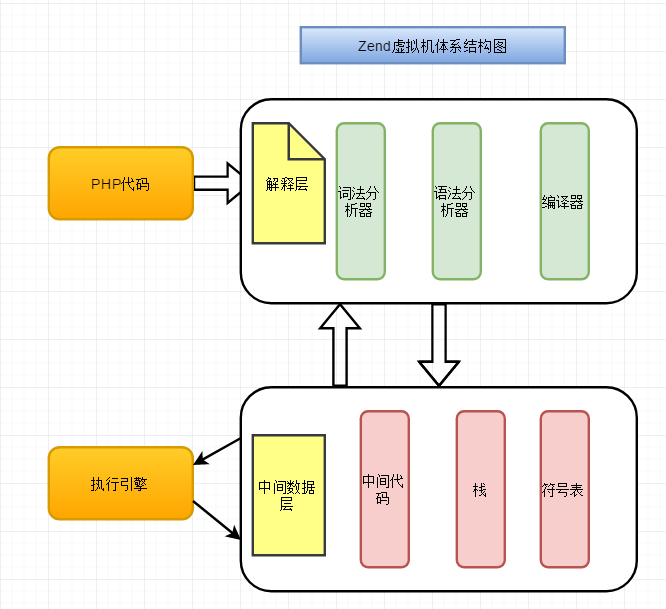 Zend虚拟机体系结构图
PHP代码
解释层
词法分
析器
语法分
析器
编译器
执行引擎
中间数据
层
中间代
码
栈
符号表